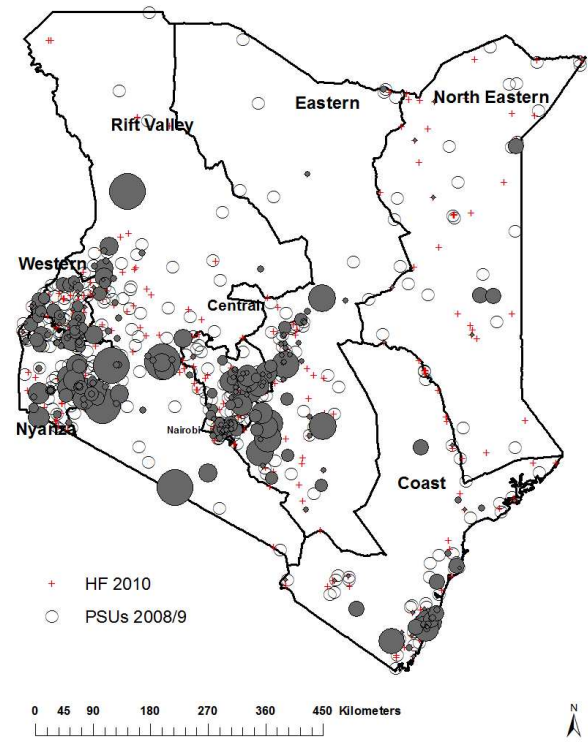 Eastern
North Eastern
Rift Valley
Western
Central
Nyanza
Nairobi
Coast
HF 2010
PSUs 2008/9
0 45 90 180 270 360 450 Kilometers
N